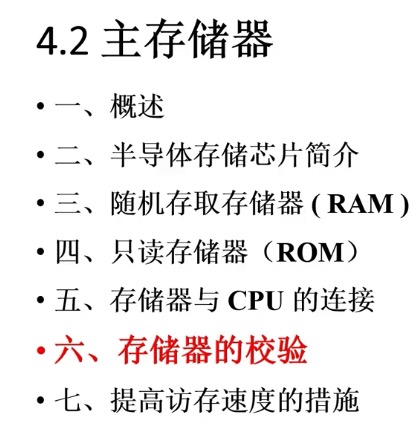 4.2 主存储器
• 一、概述
• 二、半导体存储芯片简介
• 三、随机存取存储器 ( RAM )
• 四、只读存储器（ROM）
• 五、存储器与 CPU 的连接
• 六、存储器的校验
• 七、提高访存速度的措施